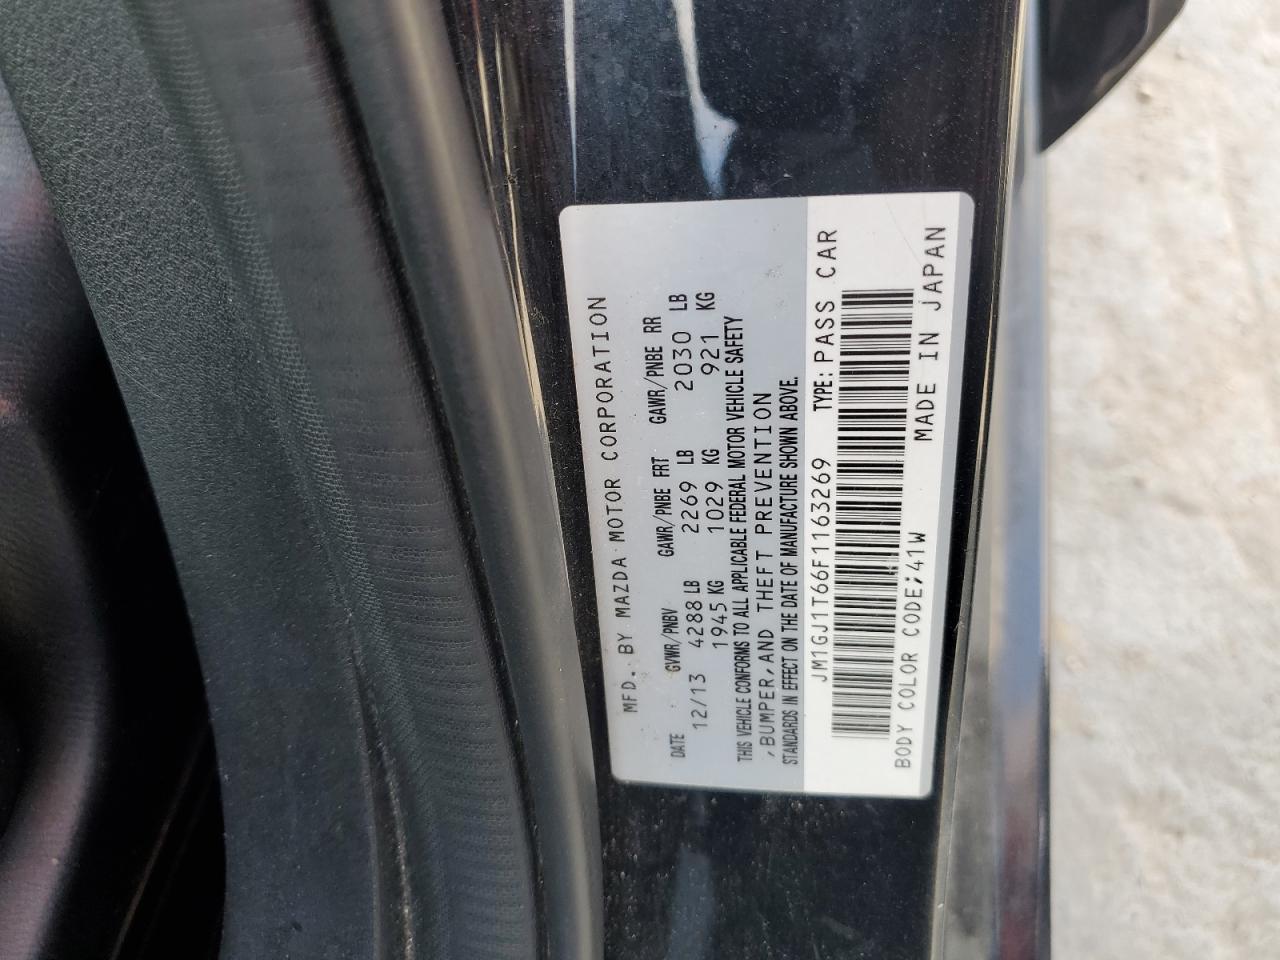 MFD. BY MAZDA MOTOR CORPORATION
DATE GVWR/PNBV GAWR/PNBE FRT GAWR/PNBE RR
12/13 4288 LB 2269 LB 2030 LB
1945 KG 1029 KG 921 KG
THIS VEHICLE CONFORMS TO ALL APPLICABLE FEDERAL MOTOR VEHICLE SAFETY
,BUMPER,AND THEFT PREVENTION
STANDARDS IN EFFECT ON THE DATE OF MANUFACTURE SHOWN ABOVE.
JM1GJ1T66F1163269 TYPE: PASS CAR
BODY COLOR CODE;41W MADE IN JAPAN